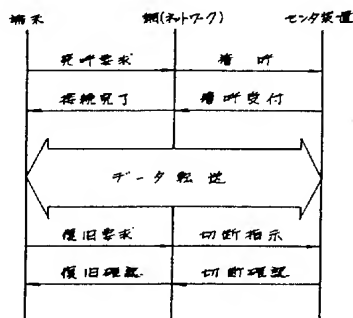 端末 網(ネットワーク) センタ装置
発呼要求 着呼
接続完了 着呼受付
データ転送
復旧要求 切断指示
復旧確認 切断確認